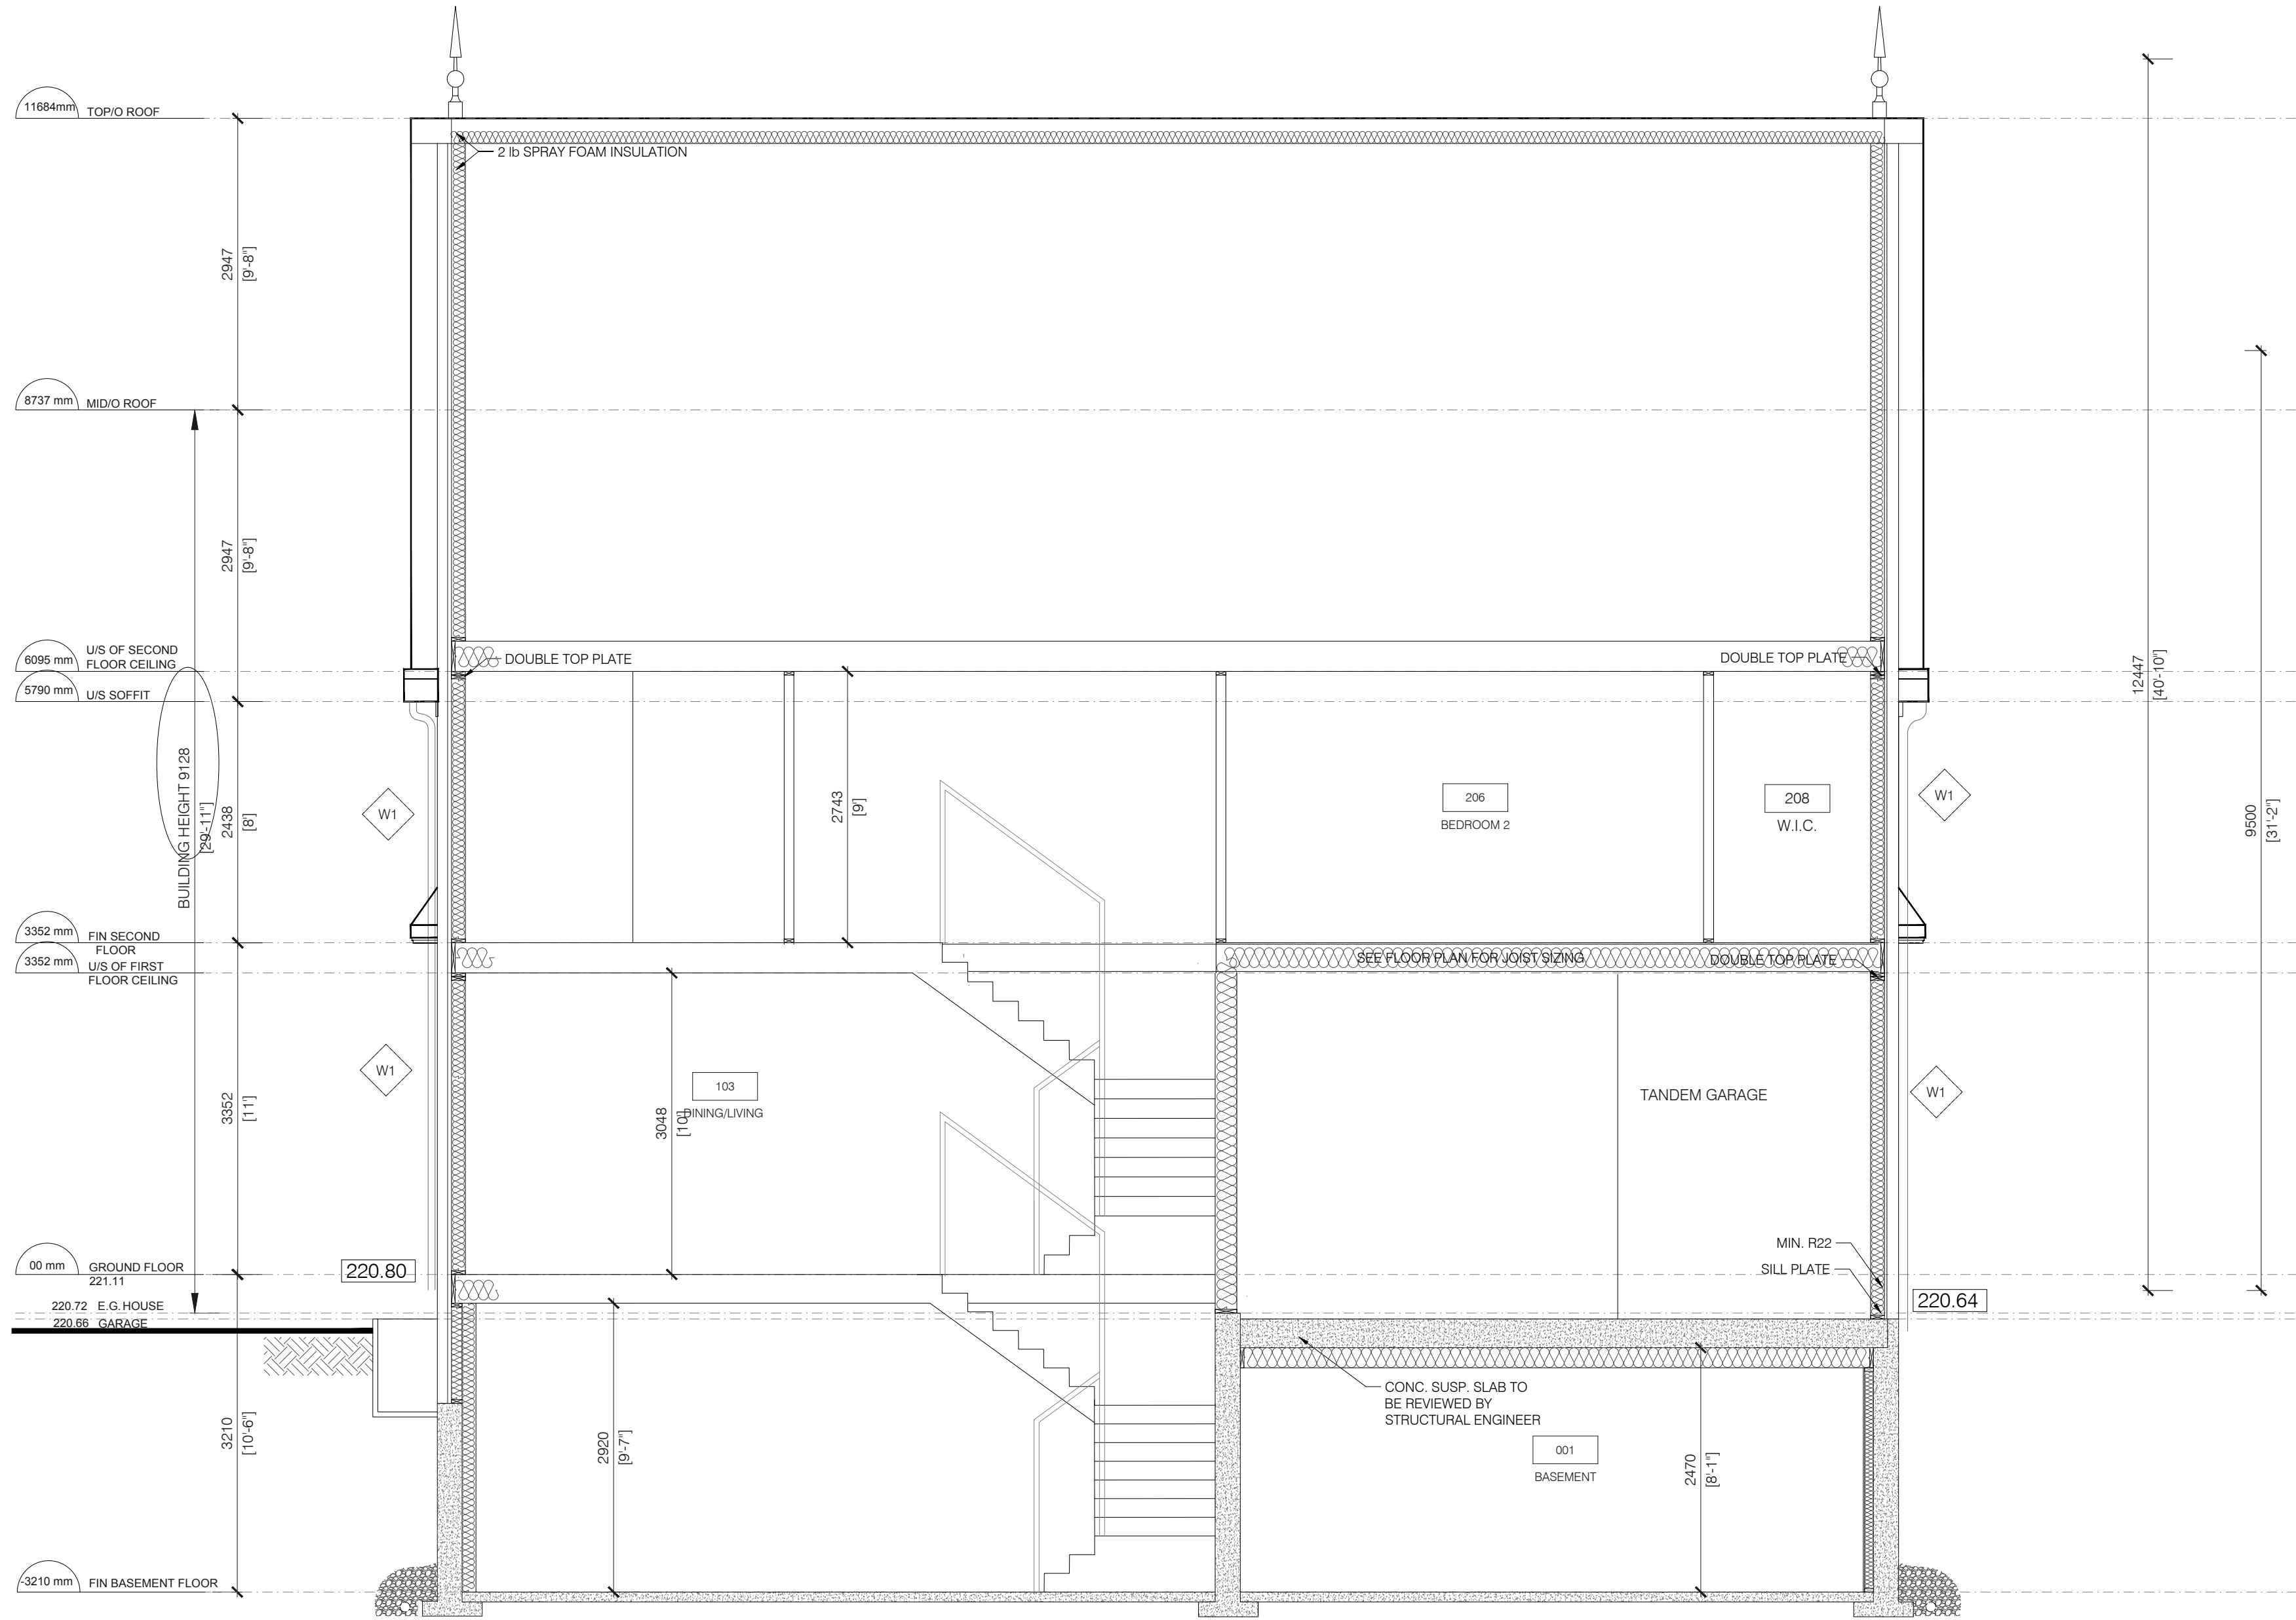 11684mm
TOP/O ROOF
2 lb SPRAY FOAM INSULATION
2947
[9'-8"]
8737 mm
MID/O ROOF
2947
[9'-8"]
6095 mm
U/S OF SECOND
FLOOR CEILING
5790 mm
U/S SOFFIT
DOUBLE TOP PLATE
DOUBLE TOP PLATE
12447
[40'-10"]
9500
[31'-2"]
BUILDING HEIGHT 9128
[29'-11"]
2438
[8']
W1
2743
[9']
206
BEDROOM 2
208
W.I.C.
W1
3352 mm
FIN SECOND
FLOOR
3352 mm
U/S OF FIRST
FLOOR CEILING
SEE FLOOR PLAN FOR JOIST SIZING
DOUBLE TOP PLATE
W1
3352
[11']
3048
[10']
103
DINING/LIVING
TANDEM GARAGE
W1
MIN. R22
SILL PLATE
00 mm
GROUND FLOOR
221.11
220.80
220.72 E.G. HOUSE
220.66 GARAGE
220.64
CONC. SUSP. SLAB TO
BE REVIEWED BY
STRUCTURAL ENGINEER
3210
[10'-6"]
2920
[9'-7"]
001
BASEMENT
2470
[8'-1"]
-3210 mm
FIN BASEMENT FLOOR